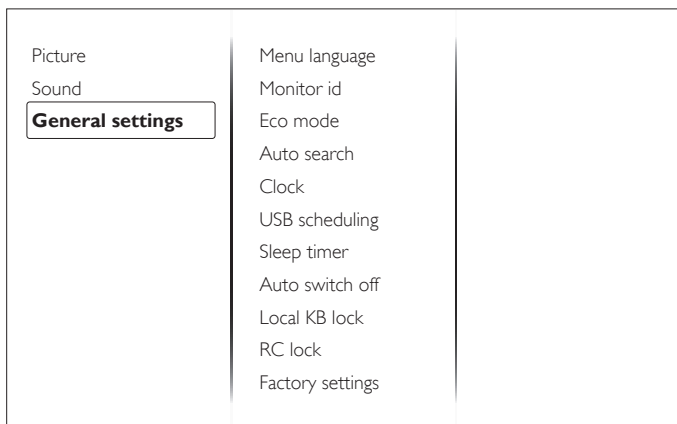 Picture
Sound
General settings
Menu language
Monitor id
Eco mode
Auto search
Clock
USB scheduling
Sleep timer
Auto switch off
Local KB lock
RC lock
Factory settings